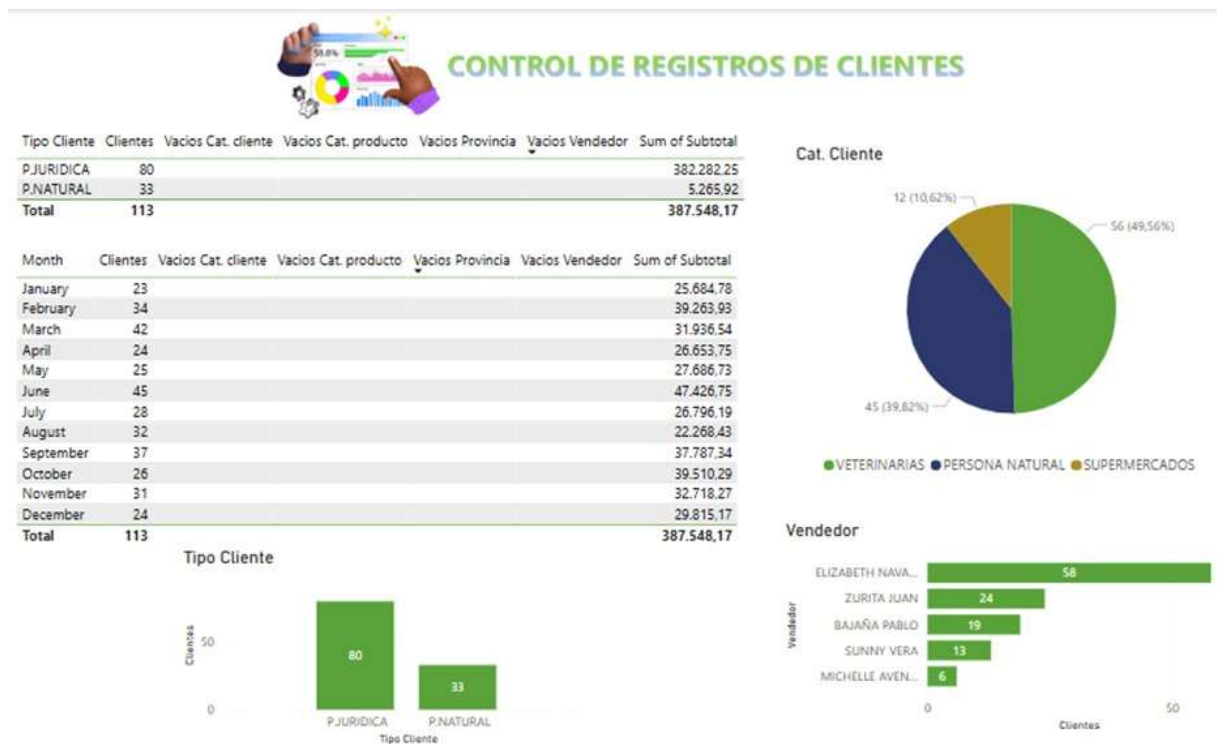 58.8%
CONTROL DE REGISTROS DE CLIENTES
Tipo Cliente Clientes Vacios Cat. cliente Vacios Cat. producto Vacios Provincia Vacios Vendedor Sum of Subtotal
P.JURIDICA 80 382.282,25
P.NATURAL 33 5.265,92
Total 113 387.548,17
Month Clientes Vacios Cat. cliente Vacios Cat. producto Vacios Provincia Vacios Vendedor Sum of Subtotal
January 23 25.684,78
February 34 39.263,93
March 42 31.936,54
April 24 26.653,75
May 25 27.686,73
June 45 47.426,75
July 28 26.796,19
August 32 22.268,43
September 37 37.787,34
October 26 39.510,29
November 31 32.718,27
December 24 29.815,17
Total 113 387.548,17
Cat. Cliente
12 (10,62%)
56 (49,56%)
45 (39,82%)
VETERINARIAS PERSONA NATURAL SUPERMERCADOS
Tipo Cliente
Clientes
50
0
80
33
P.JURIDICA P.NATURAL
Tipo Cliente
Vendedor
Vendedor
ELIZABETH NAVA... 58
ZURITA JUAN 24
BAJAÑA PABLO 19
SUNNY VERA 13
MICHELLE AVEN... 6
0 50
Clientes